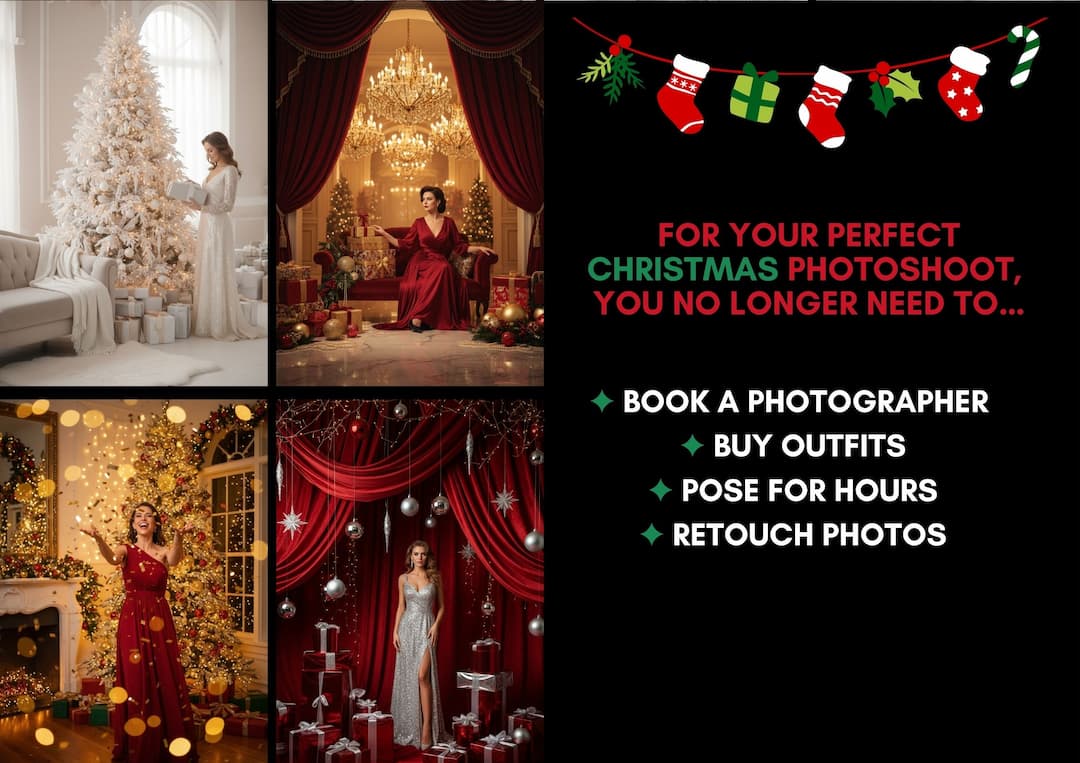 FOR YOUR PERFECT
CHRISTMAS PHOTOSHOOT,
YOU NO LONGER NEED TO...
BOOK A PHOTOGRAPHER
BUY OUTFITS
POSE FOR HOURS
RETOUCH PHOTOS